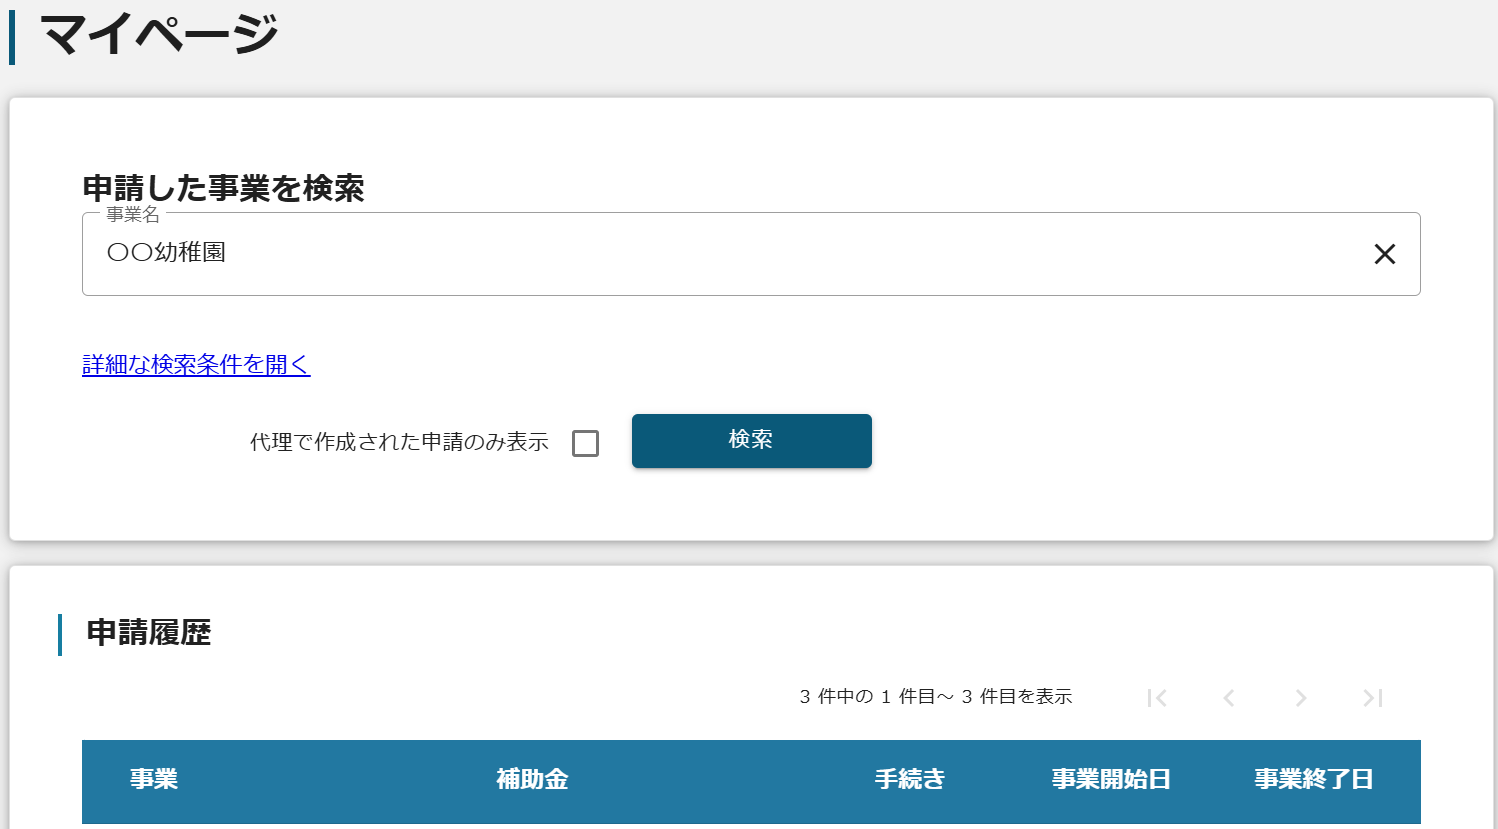 マイページ
申請した事業を検索
事業名
〇〇幼稚園
詳細な検索条件を開く
代理で作成された申請のみ表示
検索
申請履歴
3 件中の 1 件目～ 3 件目を表示
事業 補助金 手続き 事業開始日 事業終了日